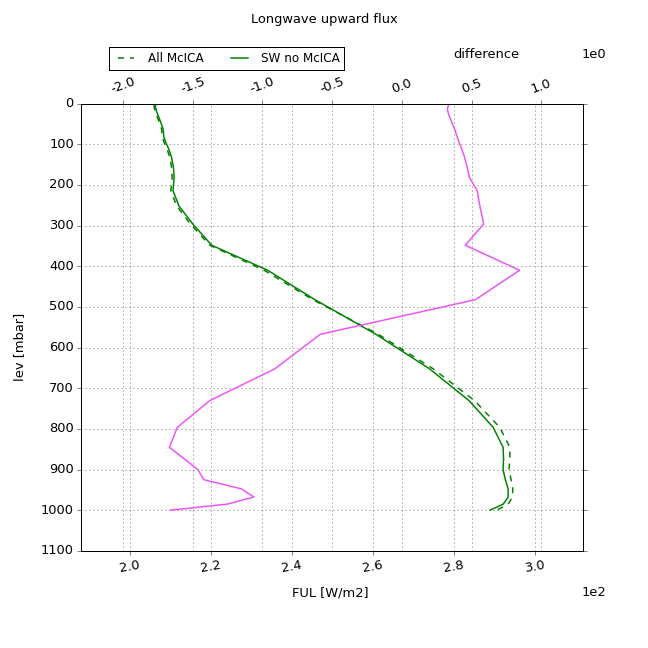 Longwave upward flux
All McICA SW no McICA
difference 1e0
-2.0 -1.5 -1.0 -0.5 0.0 0.5 1.0
0
100
200
300
400
500
600
700
800
900
1000
1100
lev [mbar]
2.0 2.2 2.4 2.6 2.8 3.0
FUL [W/m2] 1e2